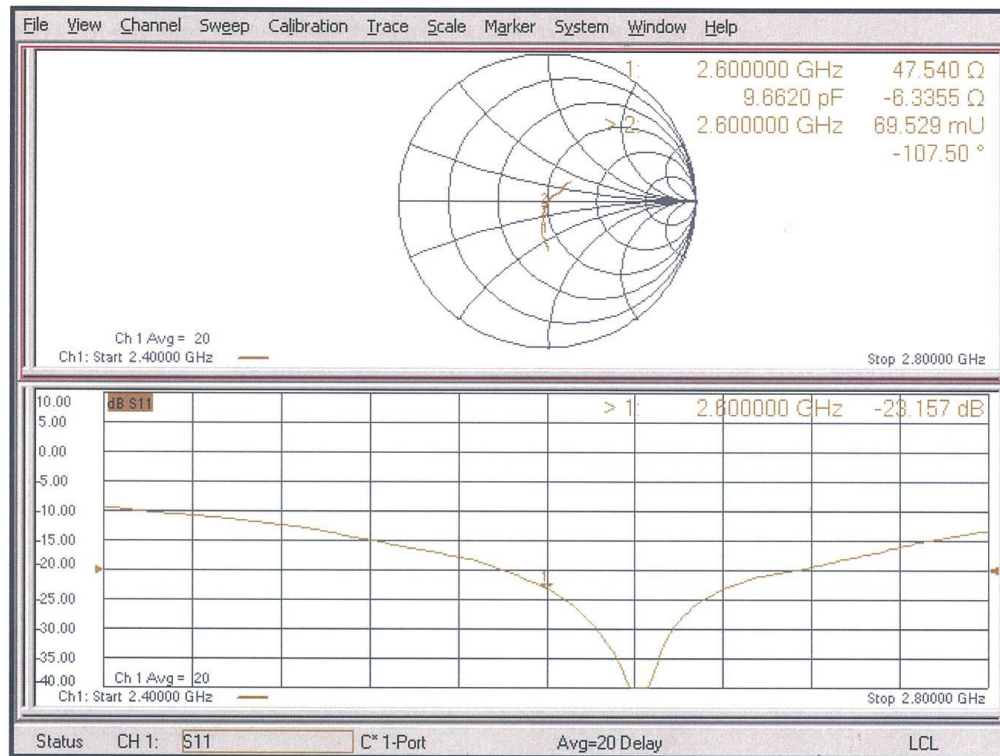 File View Channel Sweep Calibration Trace Scale Marker System Window Help
1: 2.600000 GHz 47.540 Ω
9.6620 pF -6.3355 Ω
> 2: 2.600000 GHz 69.529 mU
-107.50 °
2
1
Ch 1 Avg = 20
Ch1: Start 2.40000 GHz Stop 2.80000 GHz
10.00 dB S11 > 1: 2.600000 GHz -23.157 dB
5.00
0.00
-5.00
-10.00
-15.00
-20.00
1
-25.00
-30.00
-35.00
-40.00 Ch 1 Avg = 20
Ch1: Start 2.40000 GHz Stop 2.80000 GHz
Status CH 1: S11 C* 1-Port Avg=20 Delay LCL